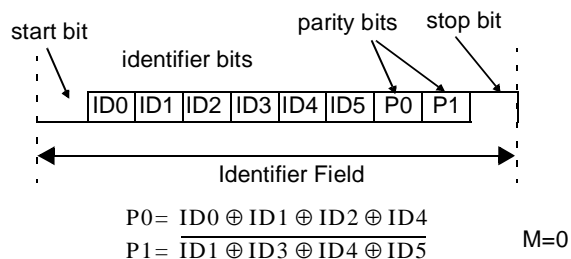 start bit
parity bits
stop bit
identifier bits
ID0 ID1 ID2 ID3 ID4 ID5 P0 P1
Identifier Field
P0= ID0 ⊕ ID1 ⊕ ID2 ⊕ ID4
P1= \overline{ID1 ⊕ ID3 ⊕ ID4 ⊕ ID5}
M=0